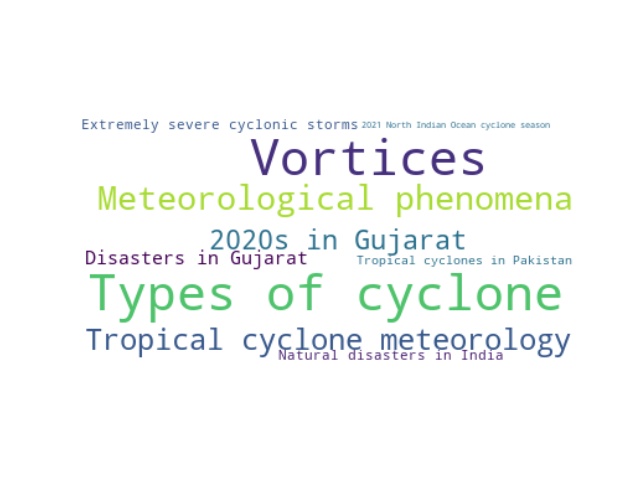 Extremely severe cyclonic storms
2021 North Indian Ocean cyclone season
Vortices
Meteorological phenomena
2020s in Gujarat
Disasters in Gujarat
Tropical cyclones in Pakistan
Types of cyclone
Tropical cyclone meteorology
Natural disasters in India